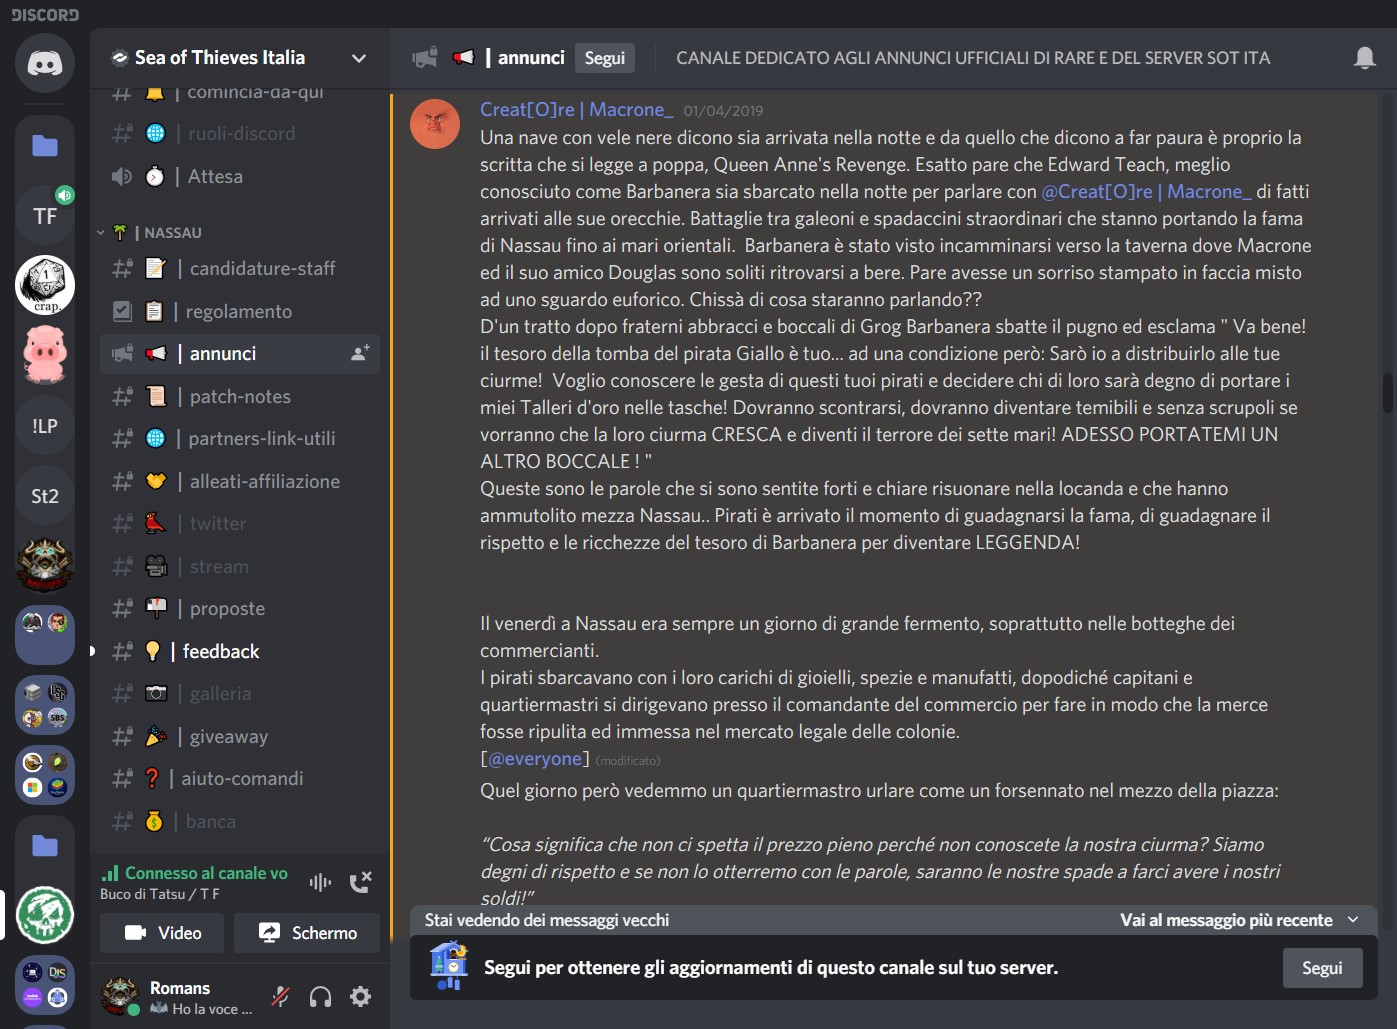 DISCORD
Sea of Thieves Italia
comincia-da-qui
| ruoli-discord
| Attesa
| NASSAU
| candidature-staff
| regolamento
| annunci
| patch-notes
| partners-link-utili
| alleati-affiliazione
| twitter
| stream
| proposte
| feedback
| galleria
| giveaway
| aiuto-comandi
| banca
TF
crap.
!LP
St2
SBS
DJS
Connesso al canale vo
Buco di Tatsu / T F
Video
Schermo
Romans
Ho la voce ...
| annunci
Segui
CANALE DEDICATO AGLI ANNUNCI UFFICIALI DI RARE E DEL SERVER SOT ITA
Creat[O]re | Macrone_ 01/04/2019
Una nave con vele nere dicono sia arrivata nella notte e da quello che dicono a far paura è proprio la
scritta che si legge a poppa, Queen Anne's Revenge. Esatto pare che Edward Teach, meglio
conosciuto come Barbanera sia sbarcato nella notte per parlare con @Creat[O]re | Macrone_ di fatti
arrivati alle sue orecchie. Battaglie tra galeoni e spadaccini straordinari che stanno portando la fama
di Nassau fino ai mari orientali.  Barbanera è stato visto incamminarsi verso la taverna dove Macrone
ed il suo amico Douglas sono soliti ritrovarsi a bere. Pare avesse un sorriso stampato in faccia misto
ad uno sguardo euforico. Chissà di cosa staranno parlando??
D'un tratto dopo fraterni abbracci e boccali di Grog Barbanera sbatte il pugno ed esclama " Va bene!
il tesoro della tomba del pirata Giallo è tuo... ad una condizione però: Sarò io a distribuirlo alle tue
ciurme!  Voglio conoscere le gesta di questi tuoi pirati e decidere chi di loro sarà degno di portare i
miei Talleri d'oro nelle tasche! Dovranno scontrarsi, dovranno diventare temibili e senza scrupoli se
vorranno che la loro ciurma CRESCA e diventi il terrore dei sette mari! ADESSO PORTATEMI UN
ALTRO BOCCALE ! "
Queste sono le parole che si sono sentite forti e chiare risuonare nella locanda e che hanno
ammutolito mezza Nassau.. Pirati è arrivato il momento di guadagnarsi la fama, di guadagnare il
rispetto e le ricchezze del tesoro di Barbanera per diventare LEGGENDA!
Il venerdì a Nassau era sempre un giorno di grande fermento, soprattutto nelle botteghe dei
commercianti.
I pirati sbarcavano con i loro carichi di gioielli, spezie e manufatti, dopodiché capitani e
quartiermastri si dirigevano presso il comandante del commercio per fare in modo che la merce
fosse ripulita ed immessa nel mercato legale delle colonie.
[@everyone] (modificato)
Quel giorno però vedemmo un quartiermastro urlare come un forsennato nel mezzo della piazza:
“Cosa significa che non ci spetta il prezzo pieno perché non conoscete la nostra ciurma? Siamo
degni di rispetto e se non lo otterremo con le parole, saranno le nostre spade a farci avere i nostri
soldi!”
Stai vedendo dei messaggi vecchi
Vai al messaggio più recente
Segui per ottenere gli aggiornamenti di questo canale sul tuo server.
Segui